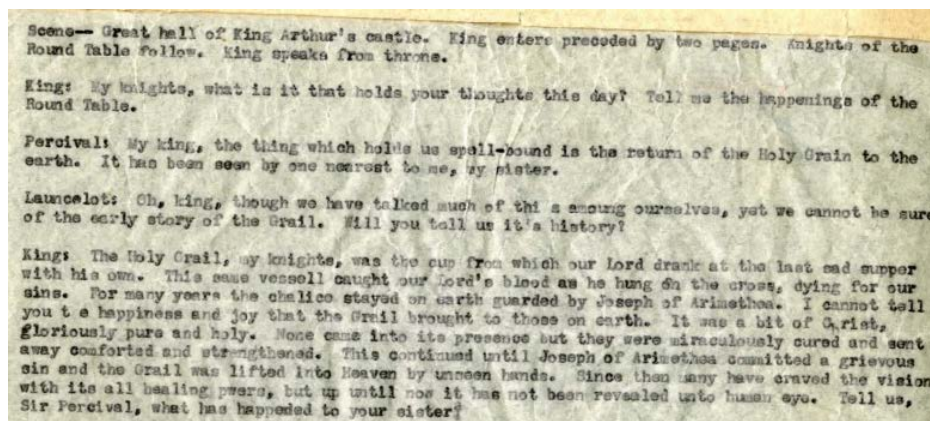 Scene-- Great hall of King Arthur's castle. King enters preceded by two pages. Knights of the
Round Table follow. King speaks from throne.
King: My knights, what is it that holds your thoughts this day? Tell me the happenings of the
Round Table.
Percival: My king, the thing which holds us spell-bound is the return of the Holy Grain to the
earth. It has been seen by one nearest to me, my sister.
Launcelot: Oh, king, though we have talked much of thi s amoung ourselves, yet we cannot be sure
of the early story of the Grail. Will you tell us it's history?
King: The Holy Grail, my knights, was the cup from which our Lord drank at the last sad supper
with his own. This same vessell caught our Lord's blood as he hung on the cross, dying for our
sins. For many years the chalice stayed on earth guarded by Joseph of Arimethea. I cannot tell
you t e happiness and joy that the Grail brought to those on earth. It was a bit of Christ,
gloriously pure and holy. None came into its presence but they were miraculously cured and sent
away comforted and strengthened. This continued until Joseph of Arimethea committed a grievous
sin and the Grail was lifted into Heaven by unseen hands. Since then many have craved the vision
with its all healing pwers, but up until now it has not been revealed unto human eye. Tell us,
Sir Percival, what has happeded to your sister?